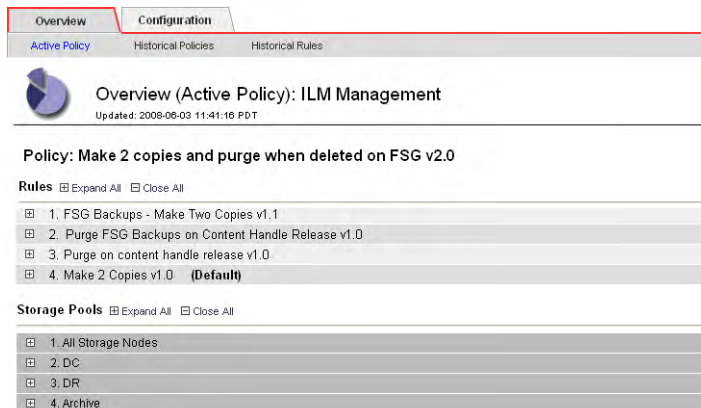 Overview Configuration
Active Policy Historical Policies Historical Rules
Overview (Active Policy): ILM Management
Updated: 2008-06-03 11:41:16 PDT
Policy: Make 2 copies and purge when deleted on FSG v2.0
Rules Expand All Close All
1. FSG Backups - Make Two Copies v1.1
2. Purge FSG Backups on Content Handle Release v1.0
3. Purge on content handle release v1.0
4. Make 2 Copies v1.0 (Default)
Storage Pools Expand All Close All
1. All Storage Nodes
2. DC
3. DR
4. Archive